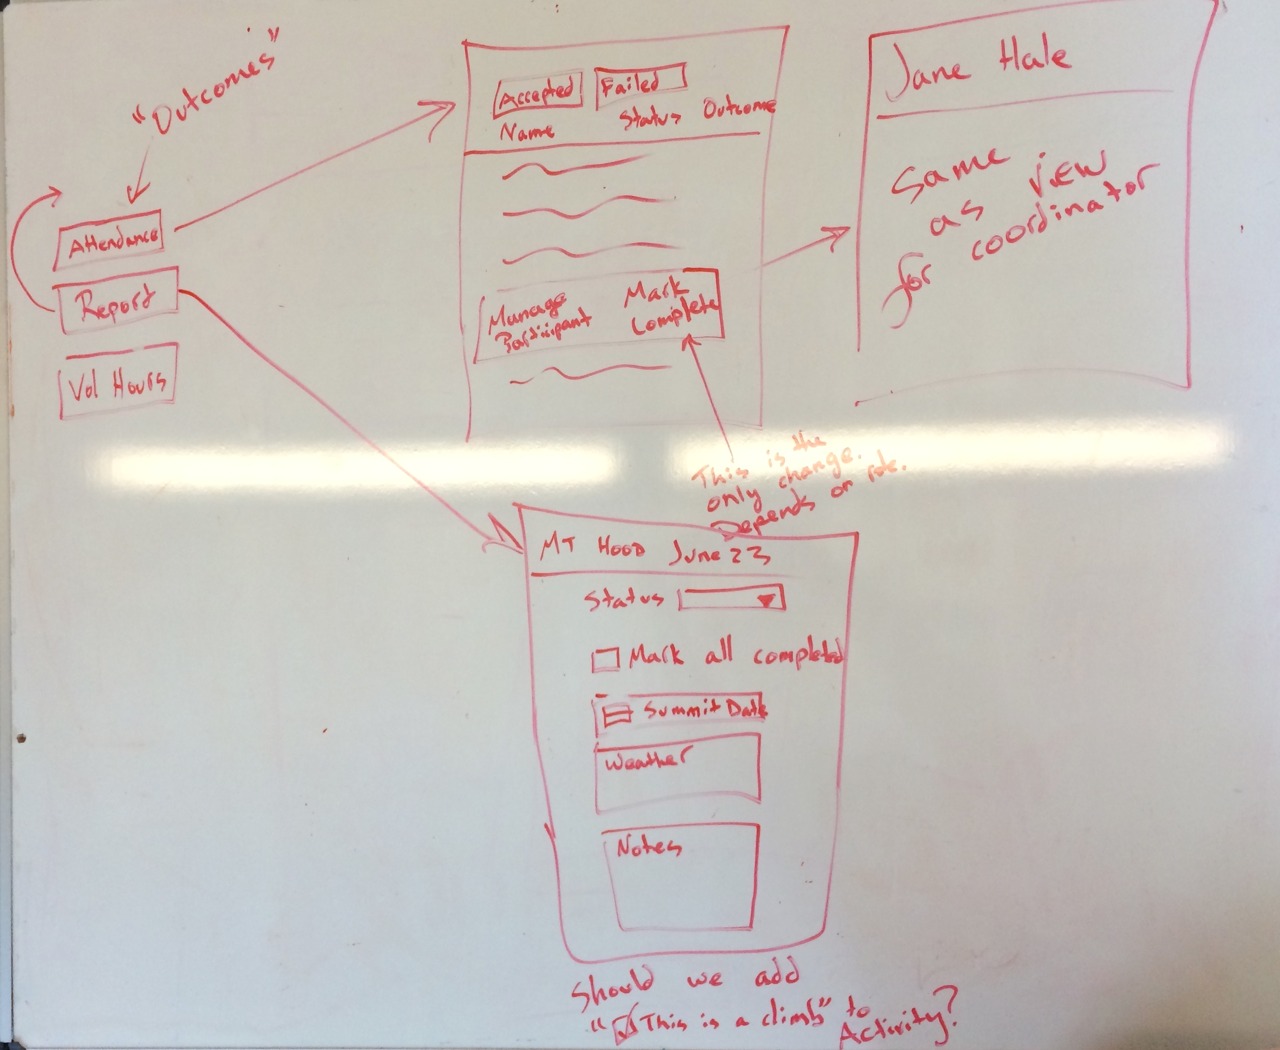 "Outcomes"
Attendance
Report
Vol Hours
Accepted Failed
Name Status Outcome
Manage Participant
Mark Complete
This is the
only change.
Depends on role.
Jane Hale
Same
as view
for coordinator
MT HOOD June 23
Status
Mark all completed
Summit Date
Weather
Notes
Should we add
"☑ This is a climb" to
Activity?